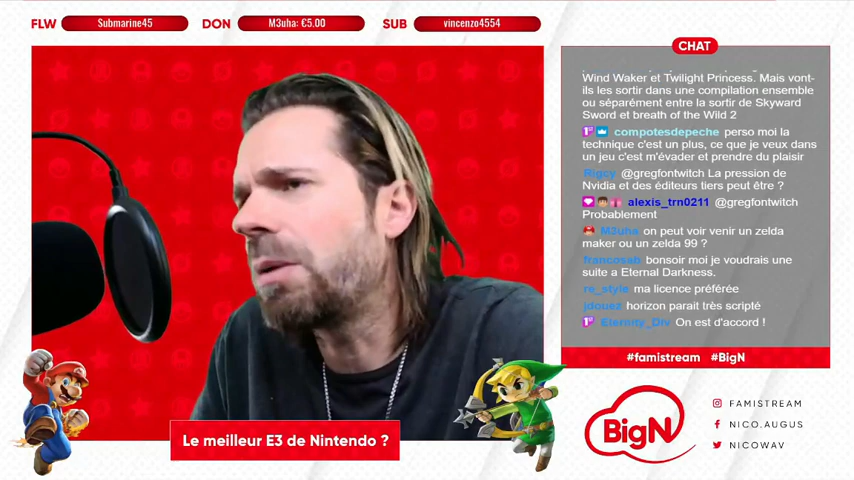 FLW Submarine45 DON M3uha: €5.00 SUB vincenzo4554
CHAT
Wind Waker et Twilight Princess. Mais vont-
ils les sortir dans une compilation ensemble
ou séparément entre la sortie de Skyward
Sword et breath of the Wild 2
compotesdepeche perso moi la
technique c'est un plus, ce que je veux dans
un jeu c'est m'évader et prendre du plaisir
Rigcy @gregfontwitch La pression de
Nvidia et des éditeurs tiers peut être ?
alexis_trn0211 @gregfontwitch
Probablement
M3uha on peut voir venir un zelda
maker ou un zelda 99 ?
francosab bonsoir moi je voudrais une
suite a Eternal Darkness.
re_style ma licence préférée
jdouez horizon parait très scripté
Eternity_Div On est d'accord !
#famistream #BigN
Le meilleur E3 de Nintendo ?
BigN
FAMISTREAM
NICO.AUGUS
NICOWAV